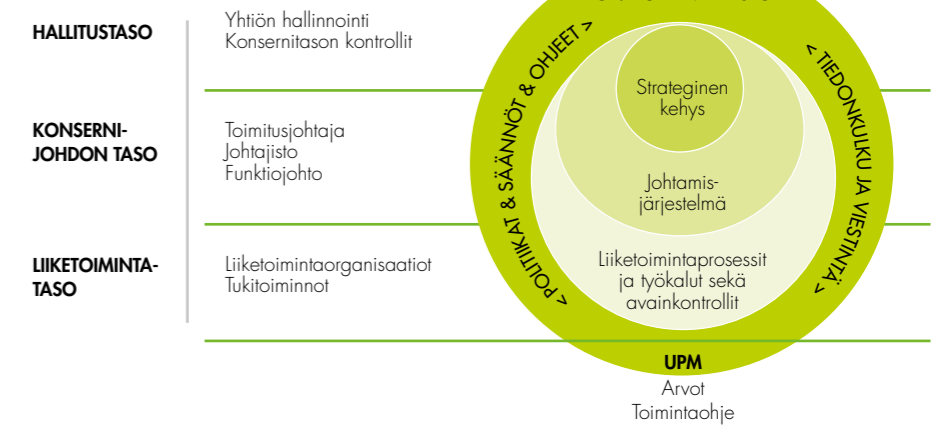 HALLITUSTASO
Yhtiön hallinnointi
Konsernitason kontrollit
KONSERNI-
JOHDON TASO
Toimitusjohtaja
Johtajisto
Funktiojohto
LIIKETOIMINTA-
TASO
Liiketoimintaorganisaatiot
Tukitoiminnot
< POLITIIKAT & SÄÄNNÖT & OHJEET >
< TIEDONKULKU JA VIESTINTÄ >
Strateginen
kehys
Johtamis-
järjestelmä
Liiketoimintaprosessit
ja työkalut sekä
avainkontrollit
UPM
Arvot
Toimintaohje